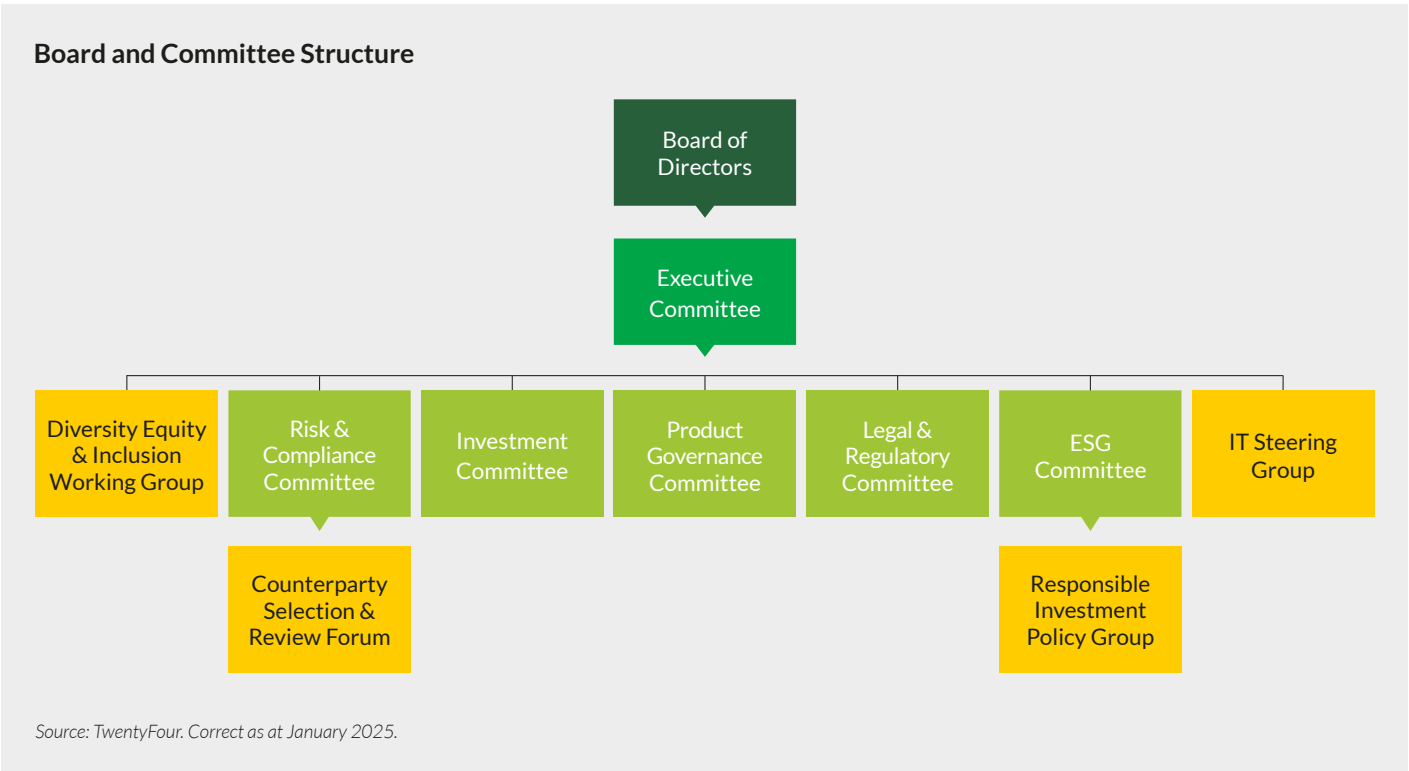 Board and Committee Structure
Board of
Directors
Executive
Committee
Diversity Equity
& Inclusion
Working Group
Risk &
Compliance
Committee
Investment
Committee
Product
Governance
Committee
Legal &
Regulatory
Committee
ESG
Committee
IT Steering
Group
Counterparty
Selection &
Review Forum
Responsible
Investment
Policy Group
Source: TwentyFour. Correct as at January 2025.